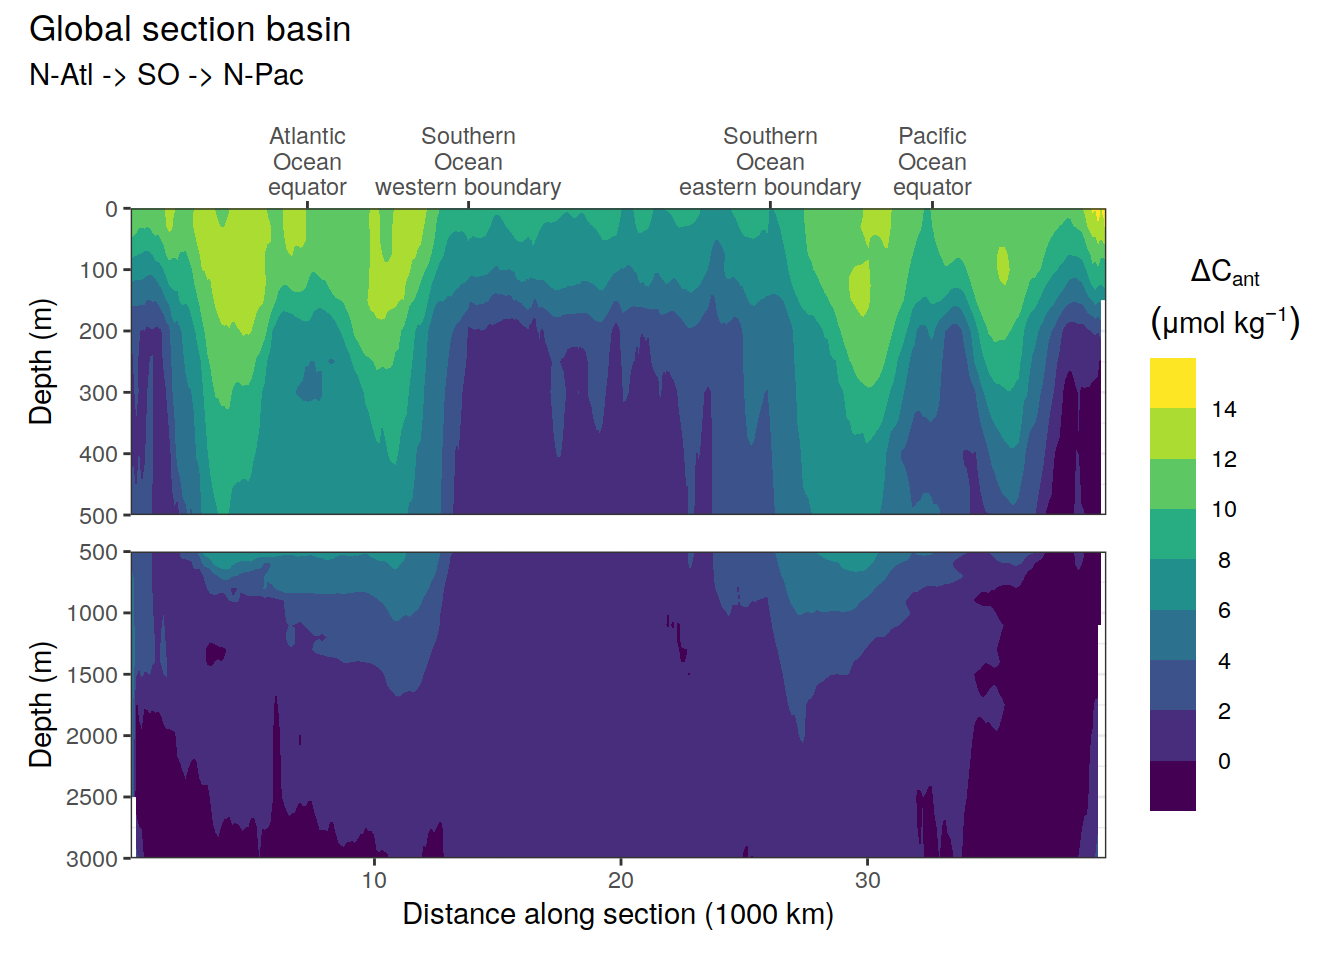 Global section basin
N-Atl -> SO -> N-Pac
Atlantic
Ocean
equator
Southern
Ocean
western boundary
Southern
Ocean
eastern boundary
Pacific
Ocean
equator
0
100
200
300
400
500
Depth (m)
500
1000
1500
2000
2500
3000
Depth (m)
10
20
30
Distance along section (1000 km)
ΔCant
(μmol kg⁻¹)
14
12
10
8
6
4
2
0